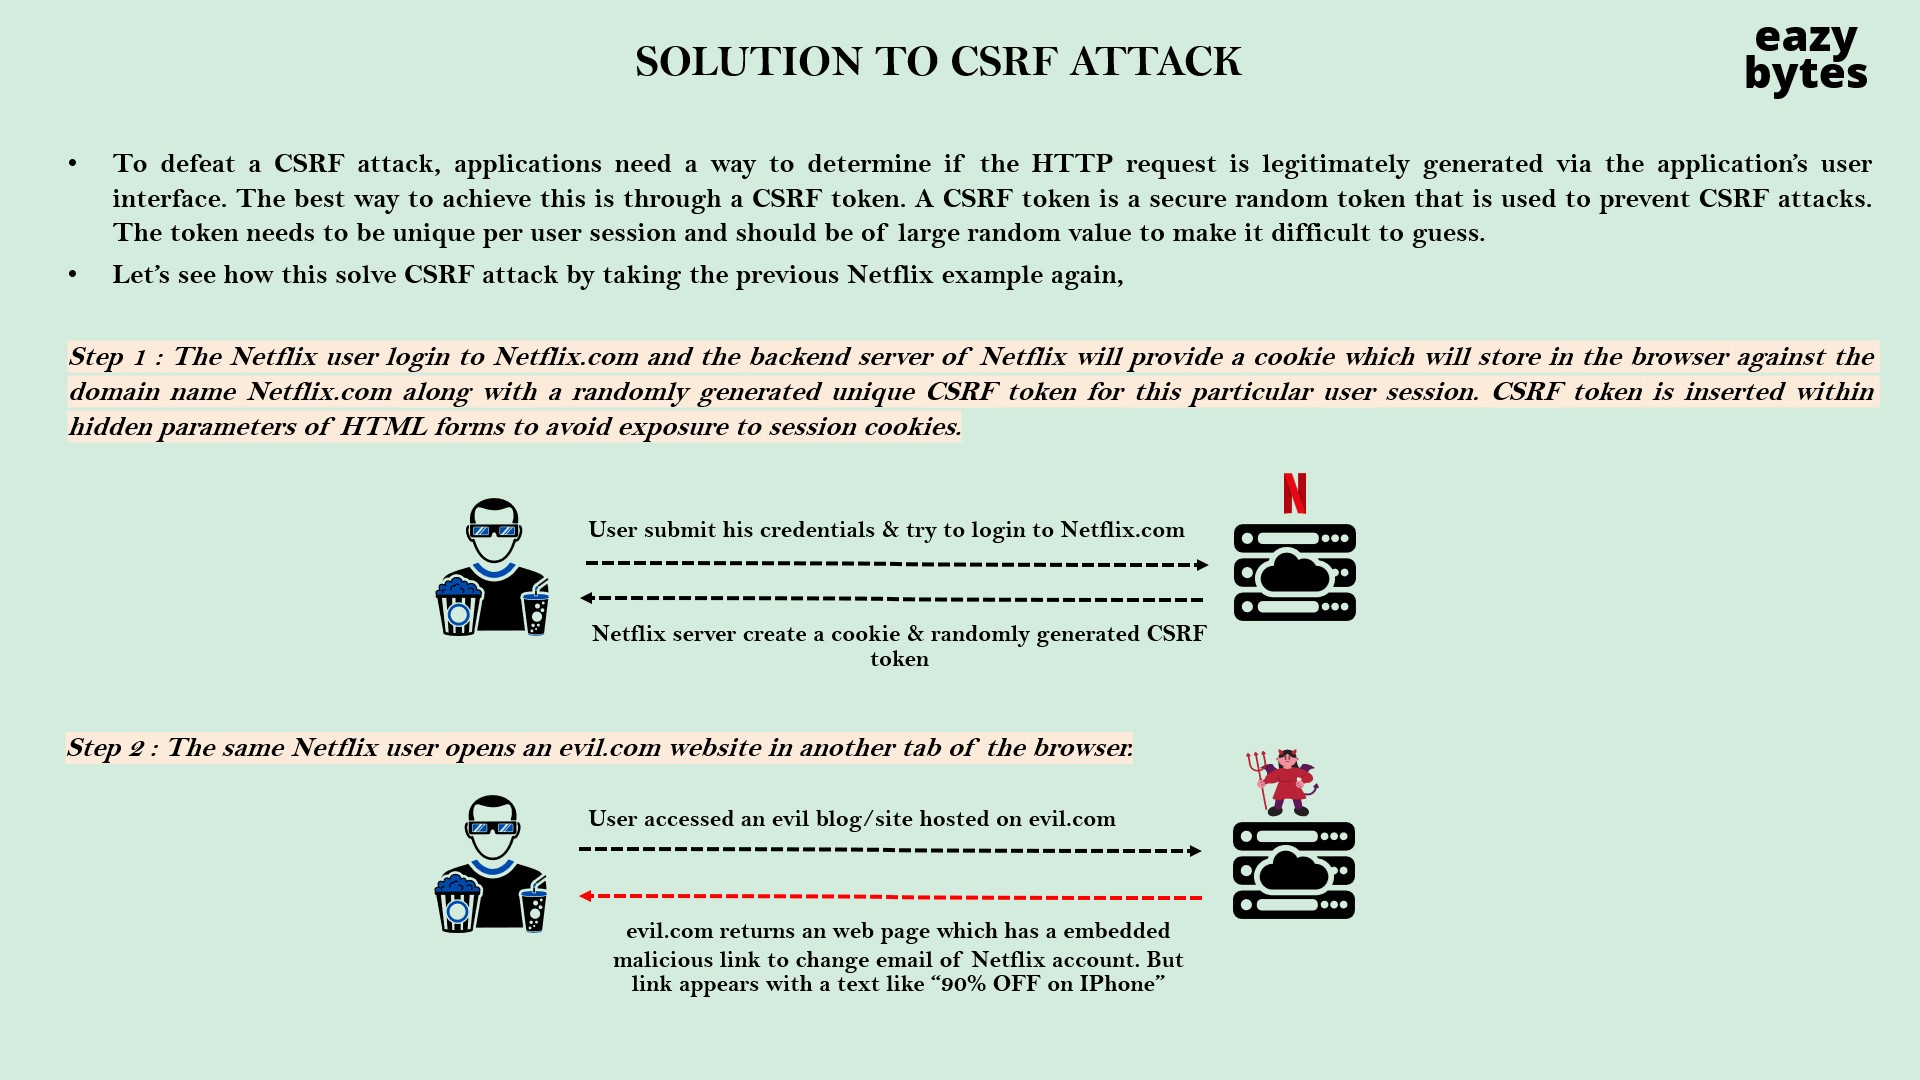 SOLUTION TO CSRF ATTACK
eazy
bytes
• To defeat a CSRF attack, applications need a way to determine if the HTTP request is legitimately generated via the application’s user
interface. The best way to achieve this is through a CSRF token. A CSRF token is a secure random token that is used to prevent CSRF attacks.
The token needs to be unique per user session and should be of large random value to make it difficult to guess.
• Let’s see how this solve CSRF attack by taking the previous Netflix example again,
Step 1 : The Netflix user login to Netflix.com and the backend server of Netflix will provide a cookie which will store in the browser against the
domain name Netflix.com along with a randomly generated unique CSRF token for this particular user session. CSRF token is inserted within
hidden parameters of HTML forms to avoid exposure to session cookies.
N
User submit his credentials & try to login to Netflix.com
Netflix server create a cookie & randomly generated CSRF
token
Step 2 : The same Netflix user opens an evil.com website in another tab of the browser.
User accessed an evil blog/site hosted on evil.com
evil.com returns an web page which has a embedded
malicious link to change email of Netflix account. But
link appears with a text like “90% OFF on IPhone”